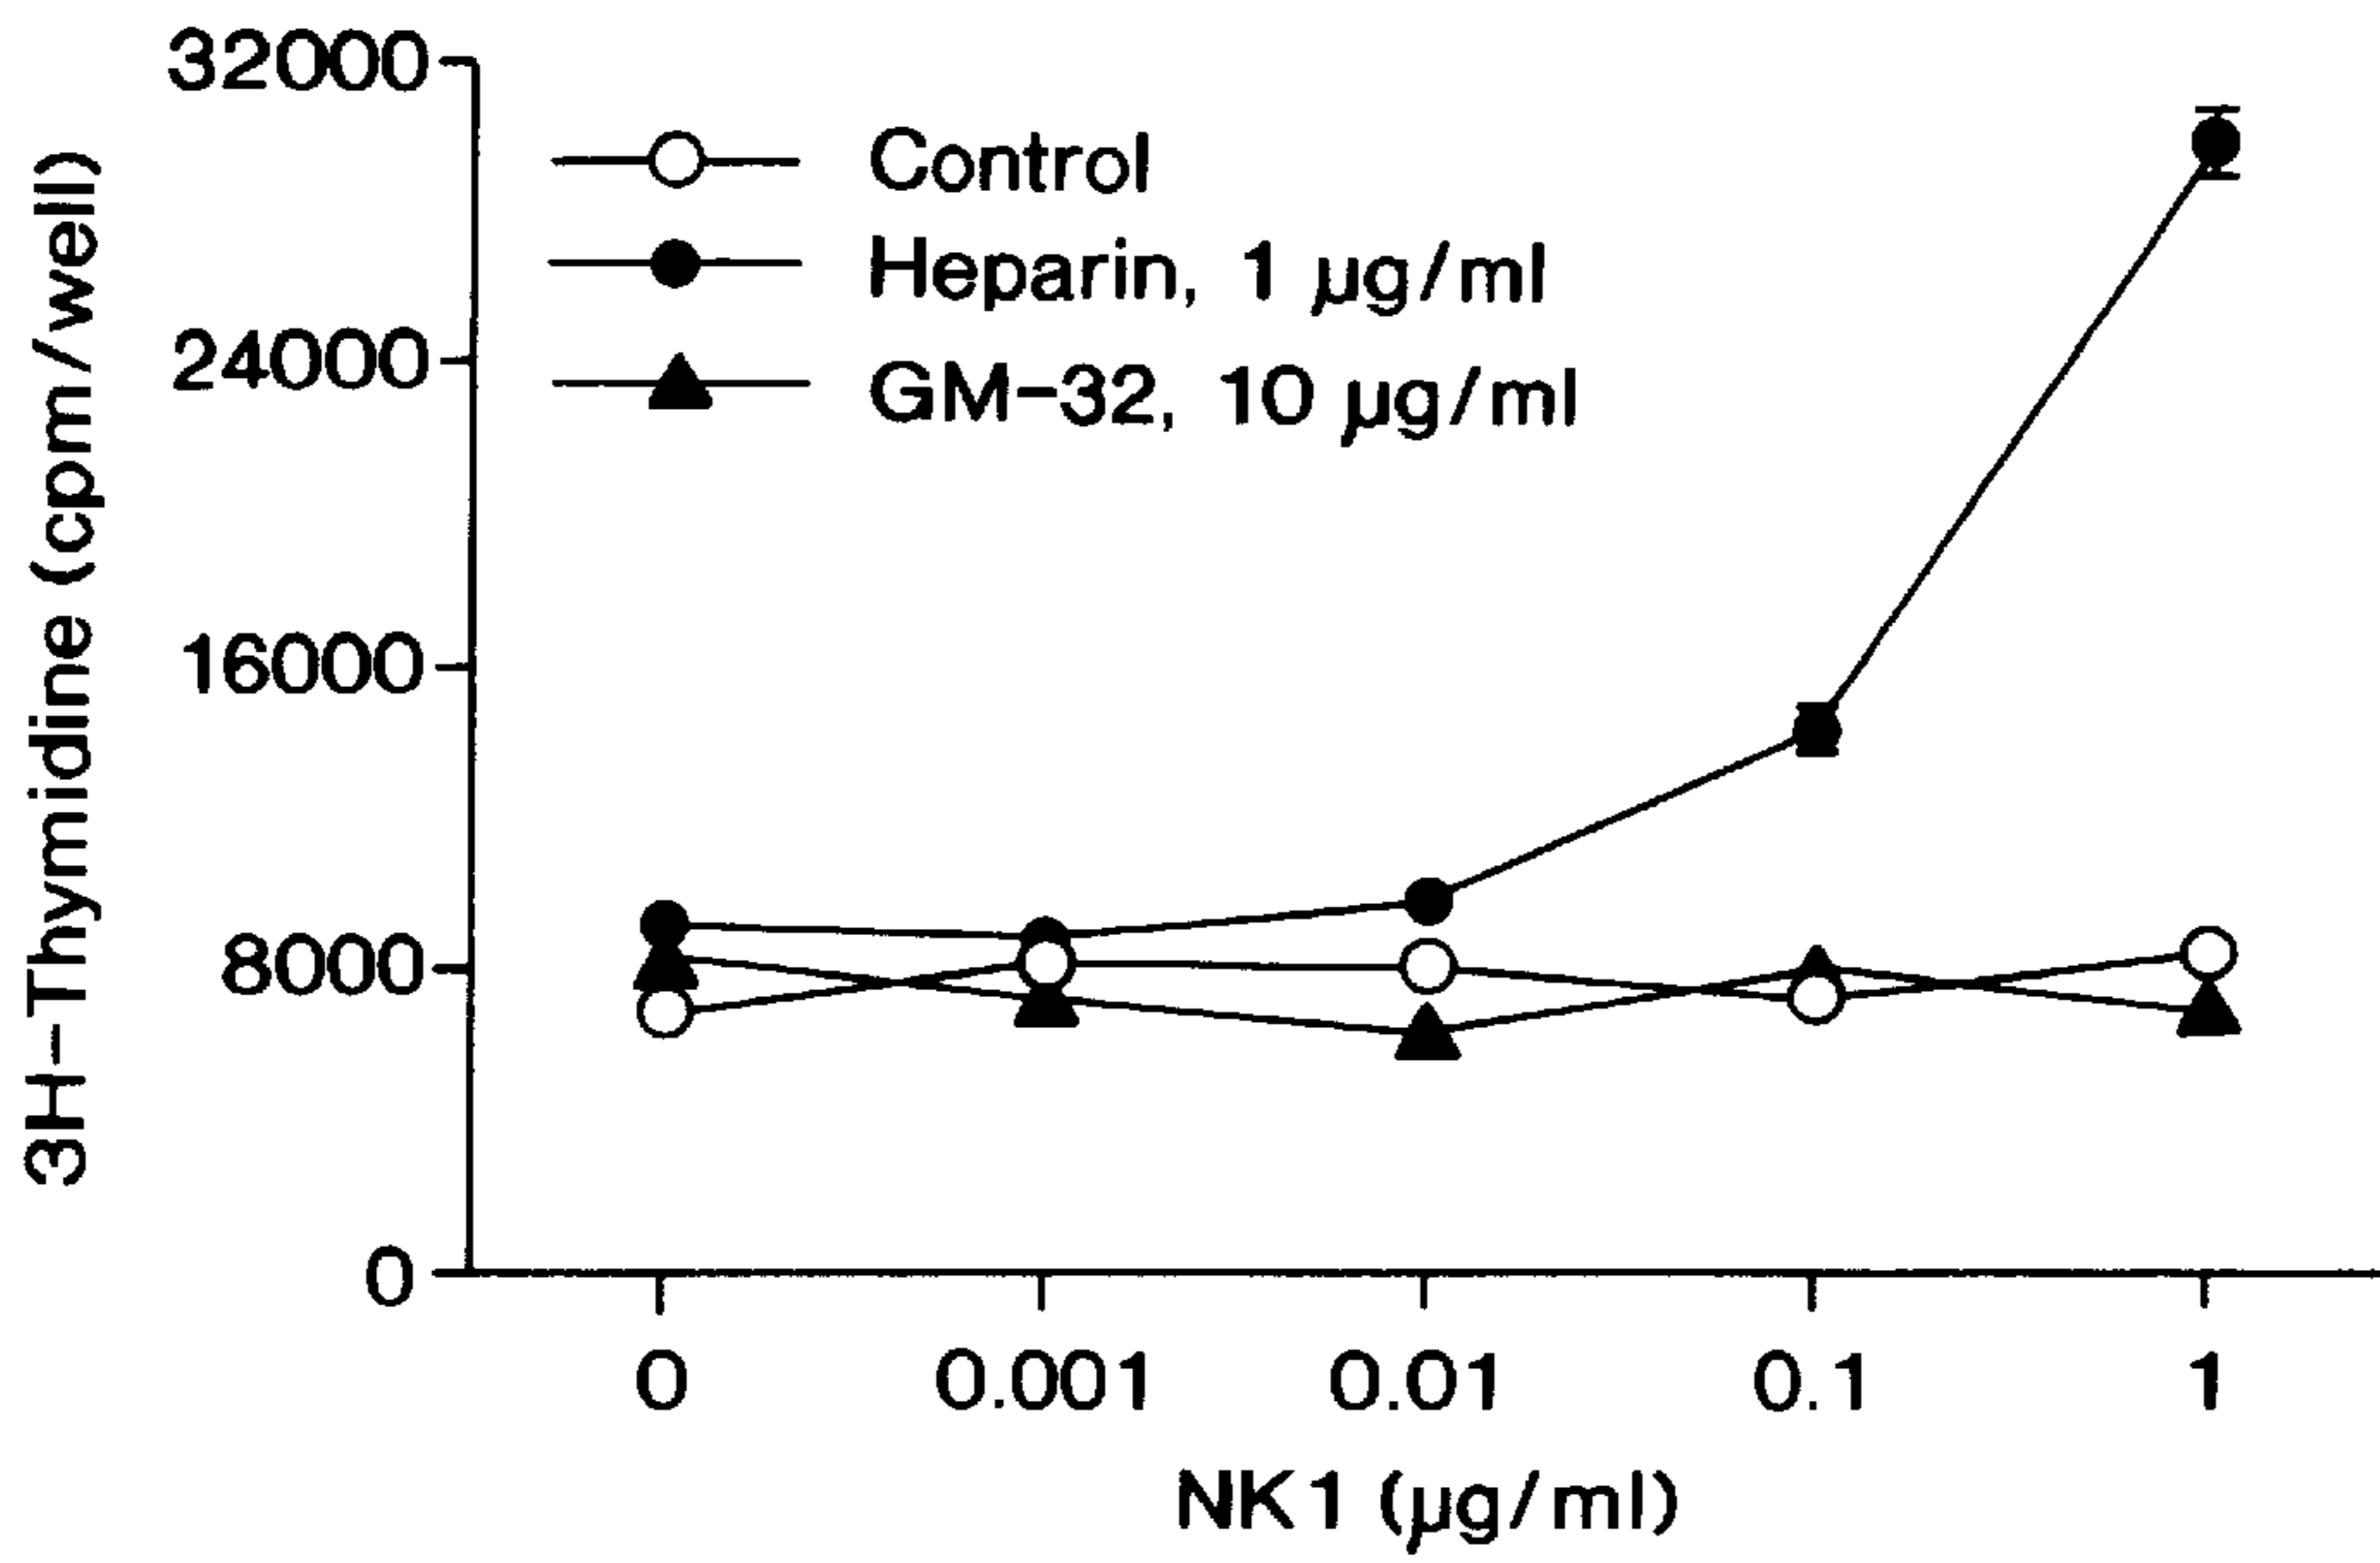 32000
24000
16000
8000
0
3H-Thymidine (cpm/well)
Control
Heparin, 1 µg/ml
GM-32, 10 µg/ml
0 0.001 0.01 0.1 1
NK1 (µg/ml)